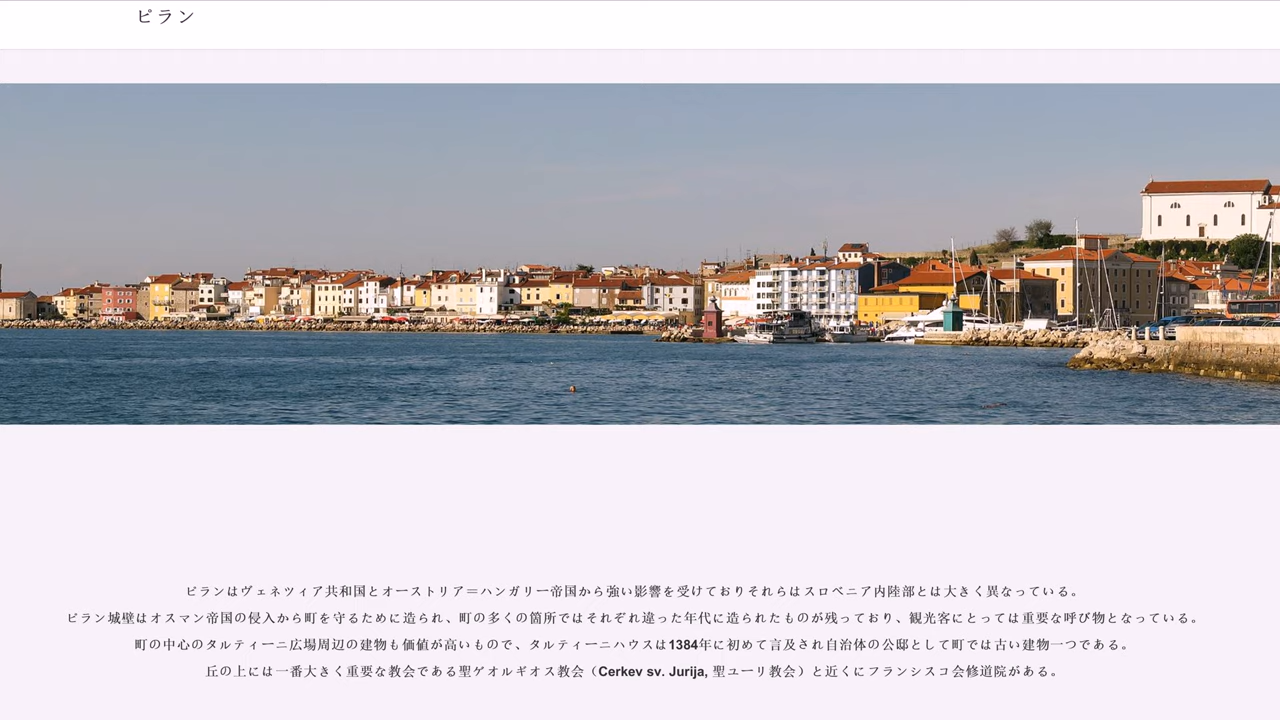 ピラン
ピランはヴェネツィア共和国とオーストリア＝ハンガリー帝国から強い影響を受けておりそれらはスロベニア内陸部とは大きく異なっている。
ピラン城壁はオスマン帝国の侵入から町を守るために造られ、町の多くの箇所ではそれぞれ違った年代に造られたものが残っており、観光客にとっては重要な呼び物となっている。
町の中心のタルティーニ広場周辺の建物も価値が高いもので、タルティーニハウスは1384年に初めて言及され自治体の公邸として町では古い建物一つである。
丘の上には一番大きく重要な教会である聖ゲオルギオス教会（Cerkev sv. Jurija, 聖ユーリ教会）と近くにフランシスコ会修道院がある。